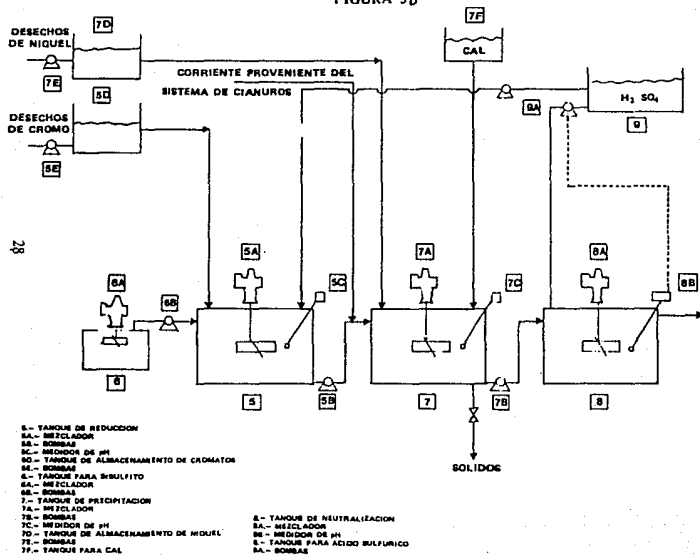 FIGURA 3b
DESECHOS
DE NIQUEL
7D
7E
DESECHOS
DE CROMO
5D
5E
CORRIENTE PROVENIENTE DEL
SISTEMA DE CIANUROS
7F
CAL
H2 SO4
9A
9
28
6A
6B
6
5A
5C
5
5B
7A
7C
7
7B
SOLIDOS
8A
8B
8
5.- TANQUE DE REDUCCION
5A.- MEZCLADOR
5B.- BOMBAS
5C.- MEDIDOR DE pH
5D.- TANQUE DE ALMACENAMIENTO DE CROMATOS
5E.- BOMBAS
6.- TANQUE PARA BISULFITO
6A.- MEZCLADOR
6B.- BOMBAS
7.- TANQUE DE PRECIPITACION
7A.- MEZCLADOR
7B.- BOMBAS
7C.- MEDIDOR DE pH
7D.- TANQUE DE ALMACENAMIENTO DE NIQUEL
7E.- BOMBAS
7F.- TANQUE PARA CAL
8.- TANQUE DE NEUTRALIZACION
8A.- MEZCLADOR
8B.- MEDIDOR DE pH
9.- TANQUE PARA ACIDO SULFURICO
9A.- BOMBAS